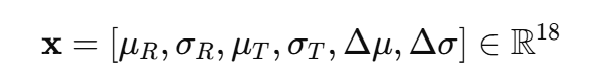 𝐱 = [μ_R, σ_R, μ_T, σ_T, Δμ, Δσ] ∈ ℝ^18